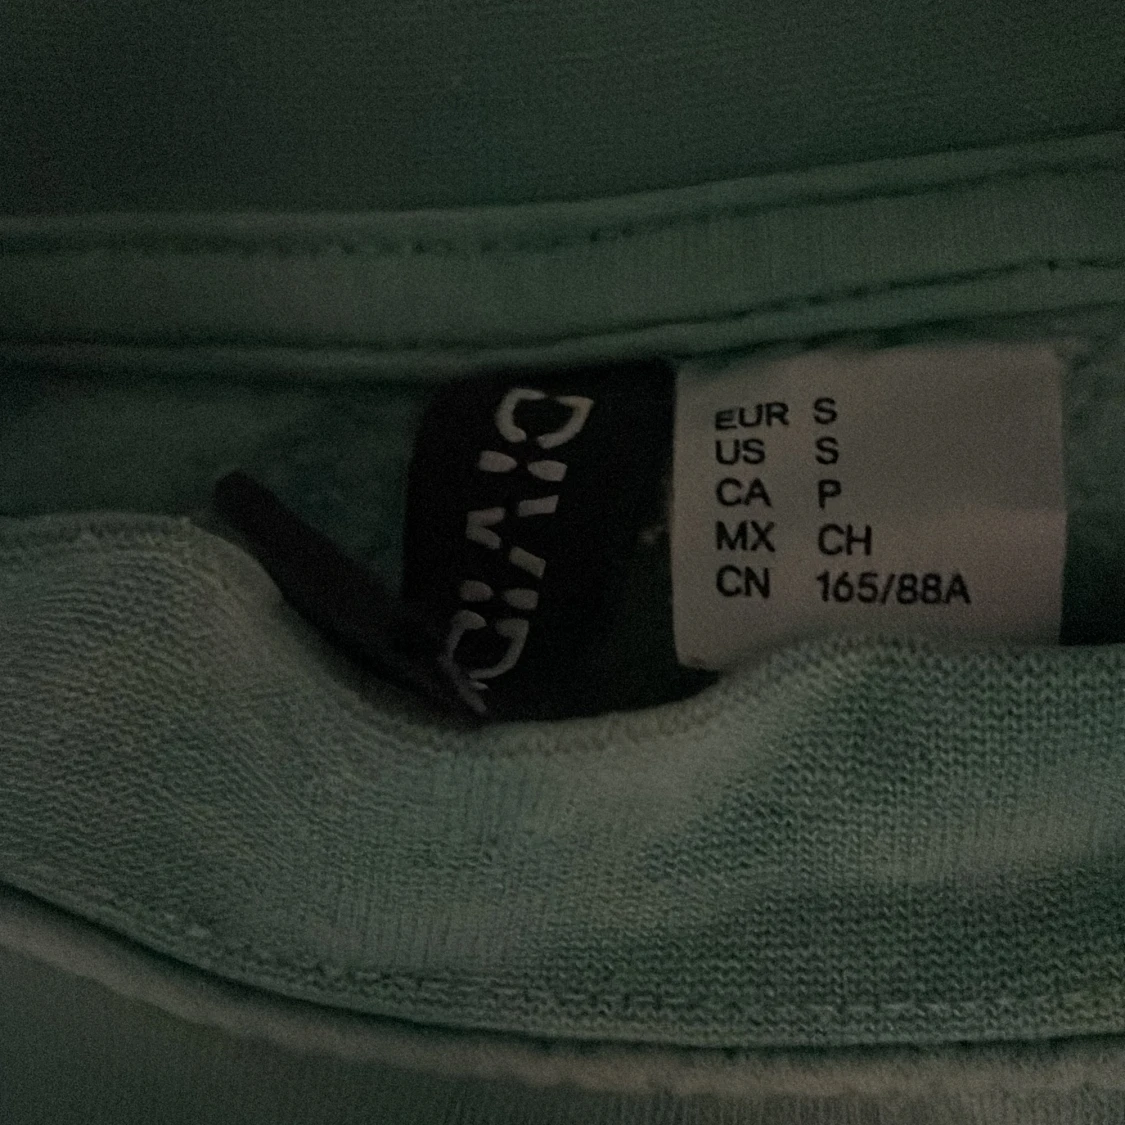 DIVIDED
EUR S
US S
CA P
MX CH
CN 165/88A